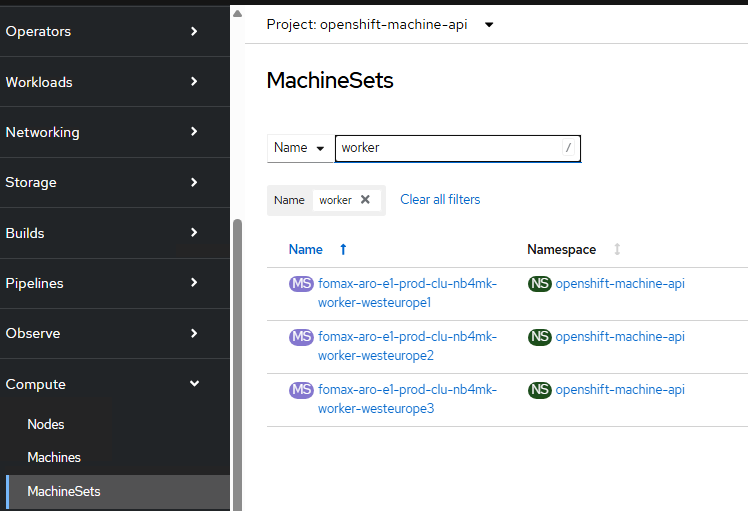 Operators
Workloads
Networking
Storage
Builds
Pipelines
Observe
Compute
Nodes
Machines
MachineSets
Project: openshift-machine-api
MachineSets
Name worker /
Name worker Clear all filters
Name Namespace
MS fomax-aro-e1-prod-clu-nb4mk-worker-westeurope1 NS openshift-machine-api
MS fomax-aro-e1-prod-clu-nb4mk-worker-westeurope2 NS openshift-machine-api
MS fomax-aro-e1-prod-clu-nb4mk-worker-westeurope3 NS openshift-machine-api